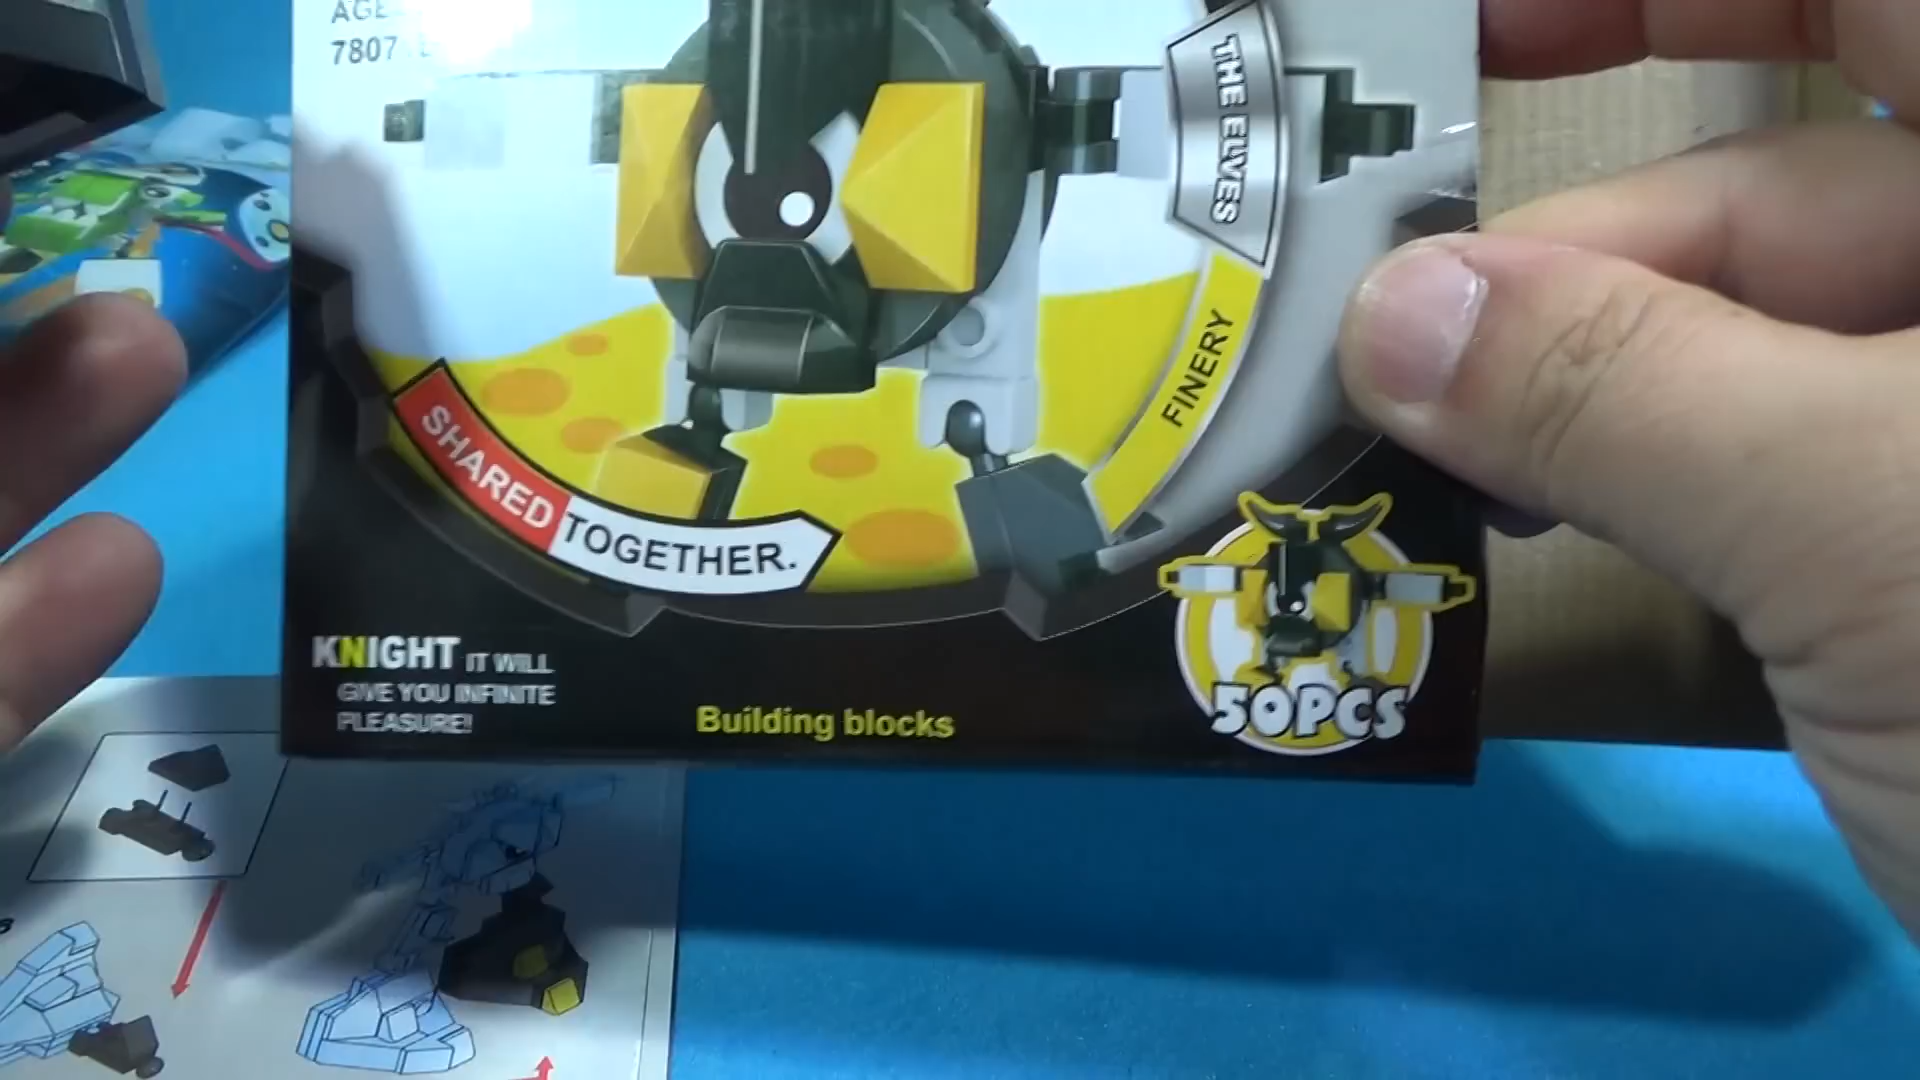 AGE
7807
THE ELVES
FINERY
SHARED TOGETHER.
KNIGHT IT WILL
GIVE YOU INFINITE
PLEASURE!
Building blocks
50PCS